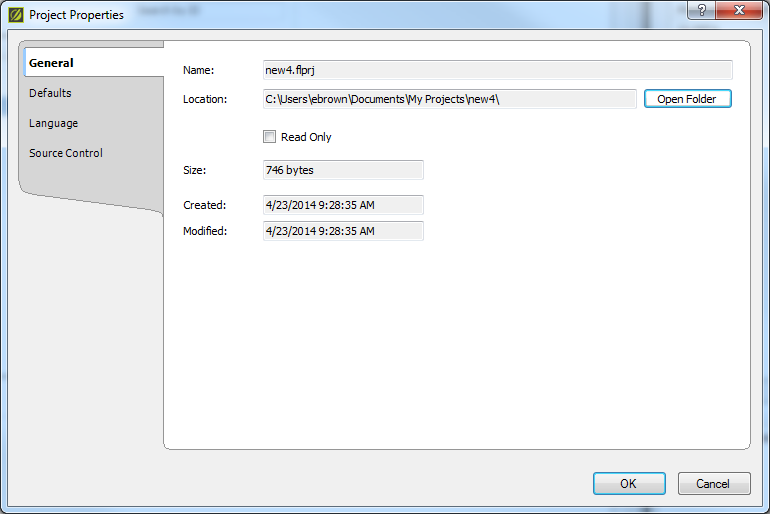 Project Properties
?
General
Defaults
Language
Source Control
Name: new4.flprj
Location: C:\Users\ebrown\Documents\My Projects\new4\ Open Folder
Read Only
Size: 746 bytes
Created: 4/23/2014 9:28:35 AM
Modified: 4/23/2014 9:28:35 AM
OK Cancel